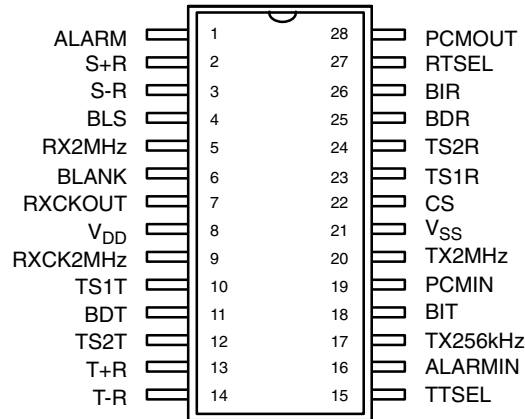 ALARM 1 28 PCMOUT
S+R 2 27 RTSEL
S-R 3 26 BIR
BLS 4 25 BDR
RX2MHz 5 24 TS2R
BLANK 6 23 TS1R
RXCKOUT 7 22 CS
VDD 8 21 VSS
RXCK2MHz 9 20 TX2MHz
TS1T 10 19 PCMIN
BDT 11 18 BIT
TS2T 12 17 TX256kHz
T+R 13 16 ALARMIN
T-R 14 15 TTSEL